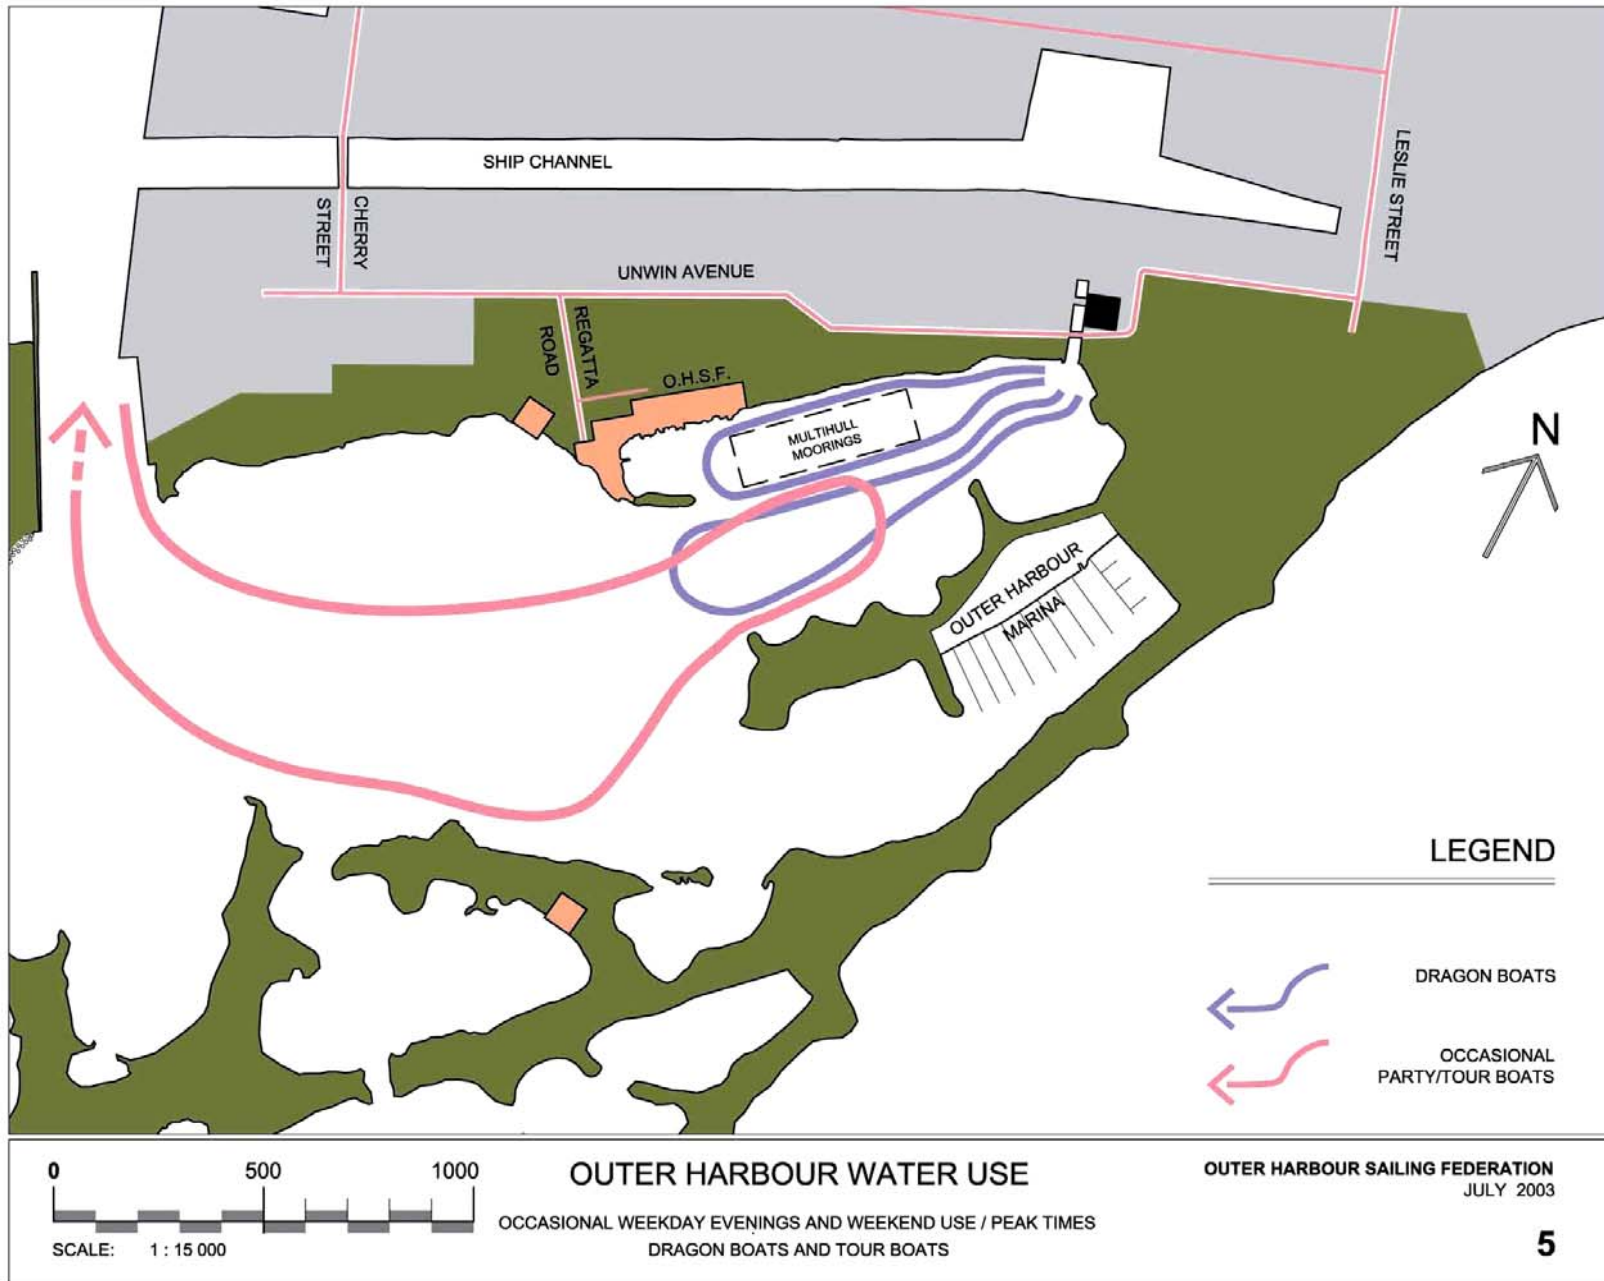 SHIP CHANNEL
LESLIE STREET
CHERRY
STREET
UNWIN AVENUE
REGATTA
ROAD
O.H.S.F.
MULTIHULL
MOORINGS
N
OUTER HARBOUR
MARINA
LEGEND
DRAGON BOATS
OCCASIONAL
PARTY/TOUR BOATS
0 500 1000
SCALE: 1 : 15 000
OUTER HARBOUR WATER USE
OCCASIONAL WEEKDAY EVENINGS AND WEEKEND USE / PEAK TIMES
DRAGON BOATS AND TOUR BOATS
OUTER HARBOUR SAILING FEDERATION
JULY 2003
5